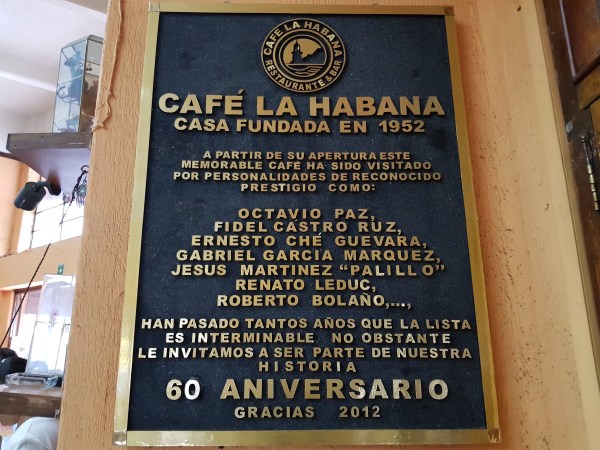 CAFÉ LA HABANA
RESTAURANTE & BAR
CAFÉ LA HABANA
CASA FUNDADA EN 1952
A PARTIR DE SU APERTURA ESTE
MEMORABLE CAFÉ HA SIDO VISITADO
POR PERSONALIDADES DE RECONOCIDO
PRESTIGIO COMO:
OCTAVIO PAZ,
FIDEL CASTRO RUZ,
ERNESTO CHÉ GUEVARA,
GABRIEL GARCÍA MARQUEZ,
JESUS MARTINEZ "PALILLO"
RENATO LEDUC,
ROBERTO BOLAÑO,...,
HAN PASADO TANTOS AÑOS QUE LA LISTA
ES INTERMINABLE, NO OBSTANTE
LE INVITAMOS A SER PARTE DE NUESTRA
HISTORIA
60 ANIVERSARIO
GRACIAS 2012